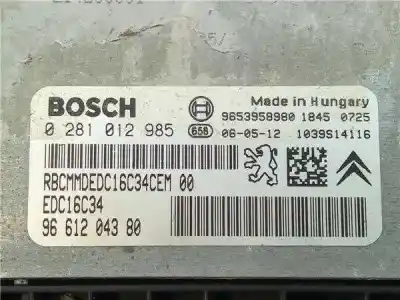 BOSCH
Made in Hungary
9653958980 1845 0725
0 281 012 985
658
06-05-12 1039S14116
RBCMMDEDC16C34CEM 00
EDC16C34
96 612 043 80